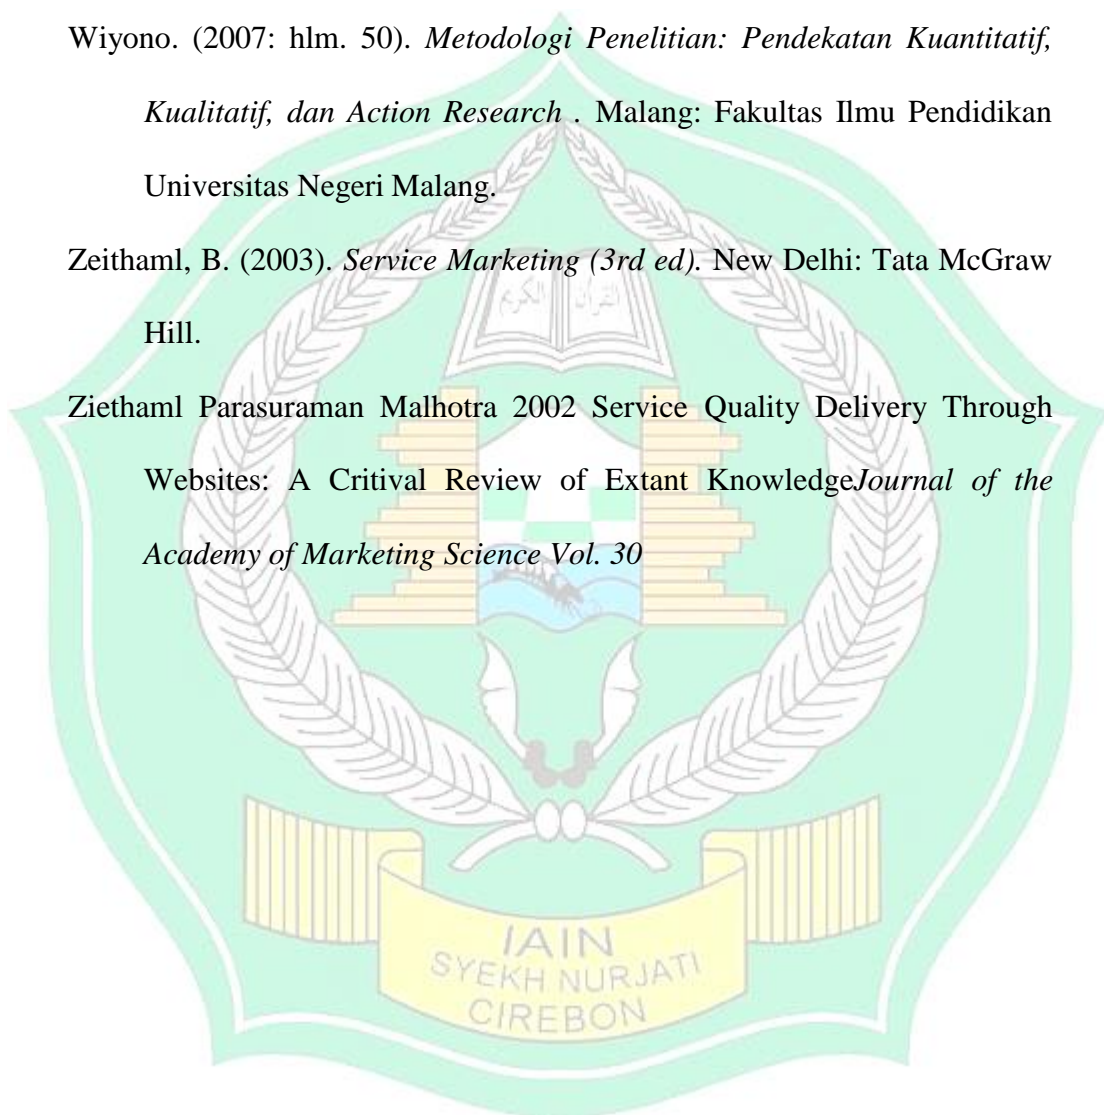 Wiyono. (2007: hlm. 50). Metodologi Penelitian: Pendekatan Kuantitatif,
Kualitatif, dan Action Research . Malang: Fakultas Ilmu Pendidikan
Universitas Negeri Malang.
Zeithaml, B. (2003). Service Marketing (3rd ed). New Delhi: Tata McGraw
Hill.
القرآن الكريم
Ziethaml Parasuraman Malhotra 2002 Service Quality Delivery Through
Websites: A Critival Review of Extant KnowledgeJournal of the
Academy of Marketing Science Vol. 30
IAIN
SYEKH NURJATI
CIREBON